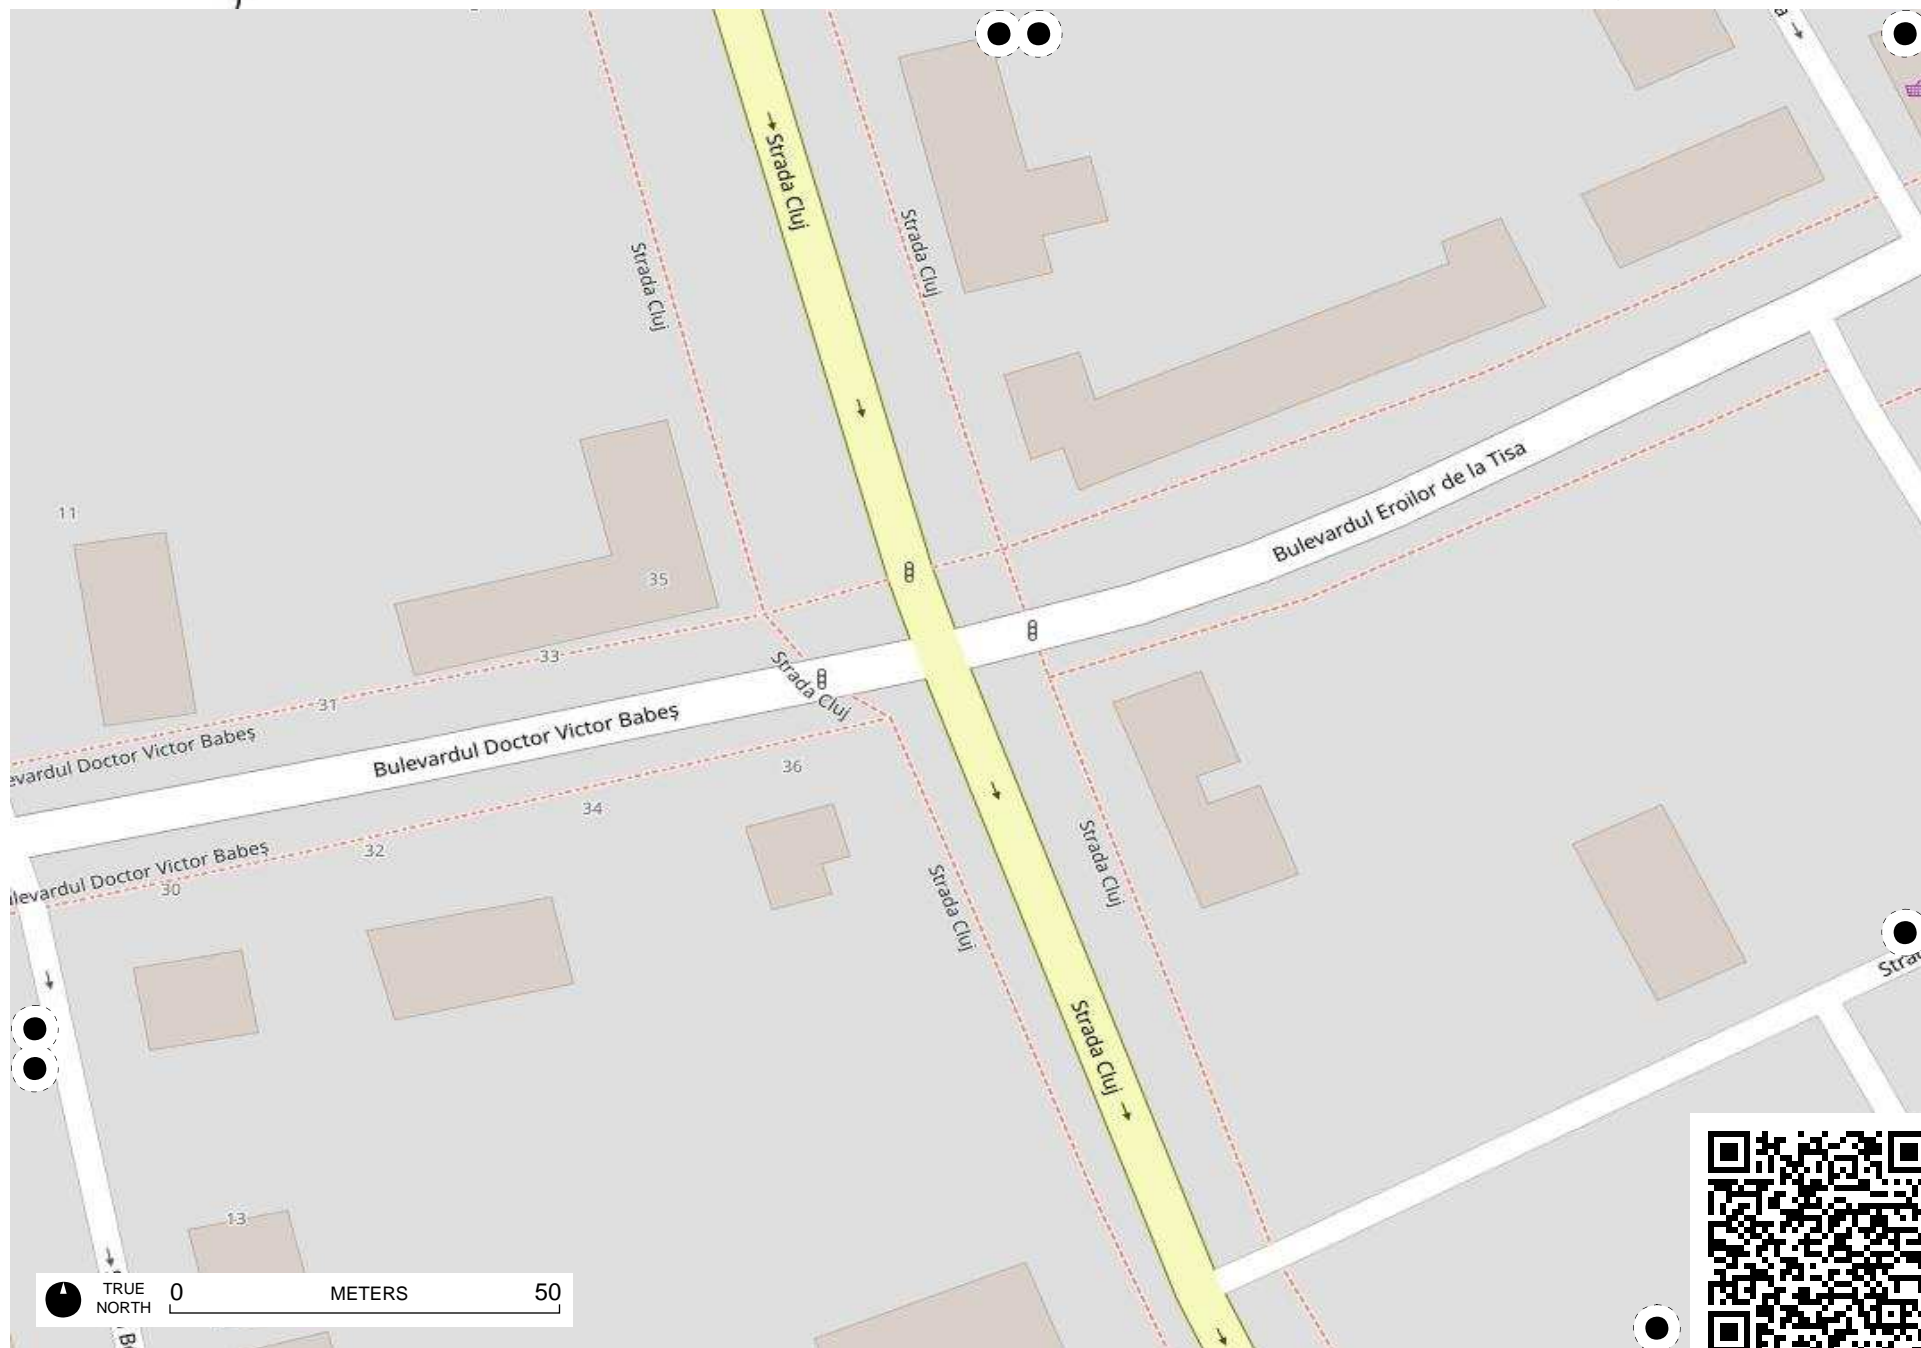 Strada Cluj
Strada Cluj
Strada Cluj
Bulevardul Eroilor de la Tisa
11
35
33
31
Strada Cluj
Bulevardul Doctor Victor Babeș
evardul Doctor Victor Babeș
36
34
32
30
levardul Doctor Victor Babeș
Strada Cluj
Strada Cluj
Strada Cluj
13
TRUE NORTH
0 METERS 50